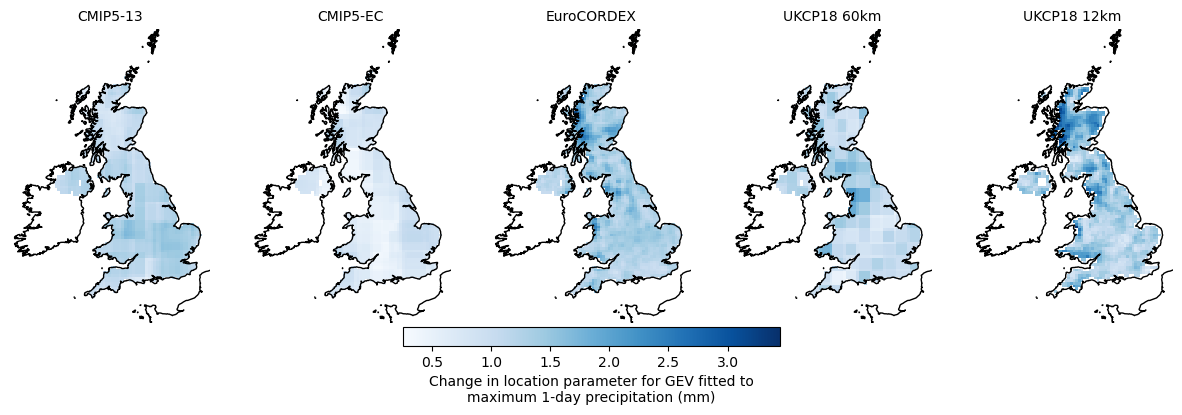 CMIP5-13 CMIP5-EC EuroCORDEX UKCP18 60km UKCP18 12km
0.5 1.0 1.5 2.0 2.5 3.0
Change in location parameter for GEV fitted to
maximum 1-day precipitation (mm)